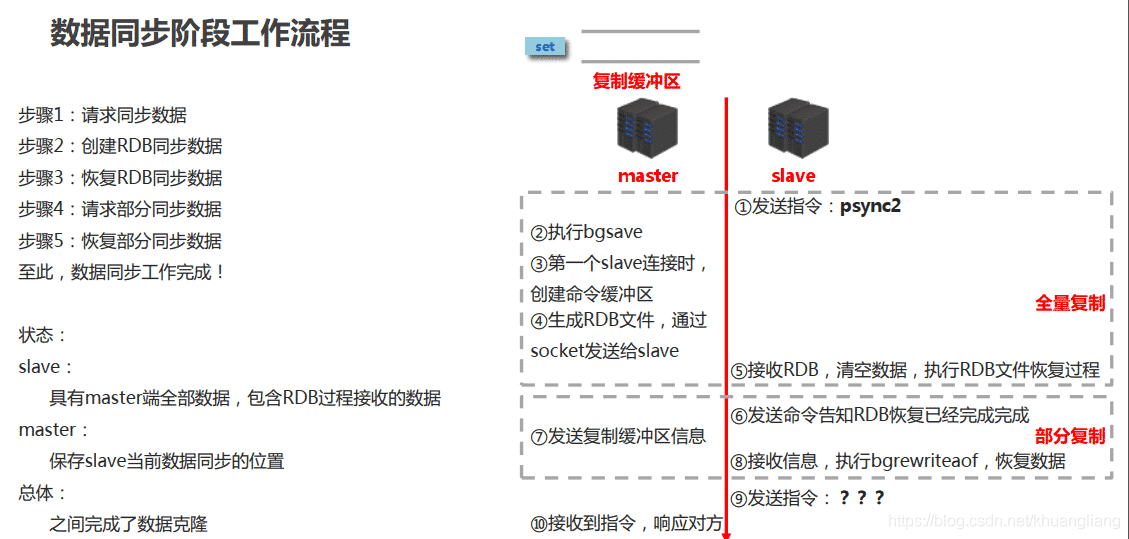 数据同步阶段工作流程
步骤1：请求同步数据
步骤2：创建RDB同步数据
步骤3：恢复RDB同步数据
步骤4：请求部分同步数据
步骤5：恢复部分同步数据
至此，数据同步工作完成！
状态：
slave：
具有master端全部数据，包含RDB过程接收的数据
master：
保存slave当前数据同步的位置
总体：
之间完成了数据克隆
set
复制缓冲区
master
slave
①发送指令：psync2
②执行bgsave
③第一个slave连接时，
创建命令缓冲区
④生成RDB文件，通过
socket发送给slave
全量复制
⑤接收RDB，清空数据，执行RDB文件恢复过程
⑥发送命令告知RDB恢复已经完成完成
⑦发送复制缓冲区信息
部分复制
⑧接收信息，执行bgrewriteaof，恢复数据
⑨发送指令：？？？
⑩接收到指令，响应对方
https://blog.csdn.net/khuangliang